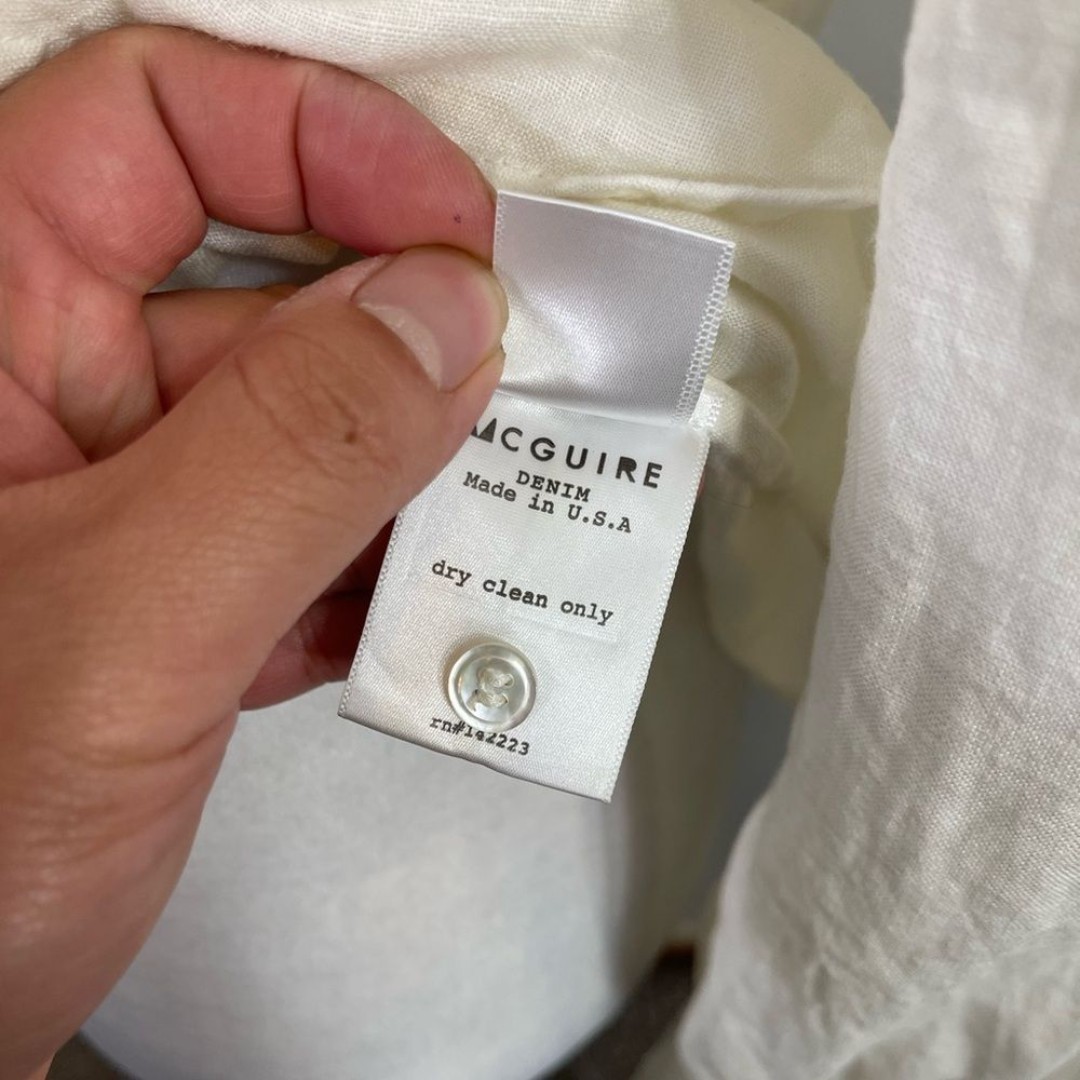 MCGUIRE
DENIM
Made in U.S.A
dry clean only
rn#142223